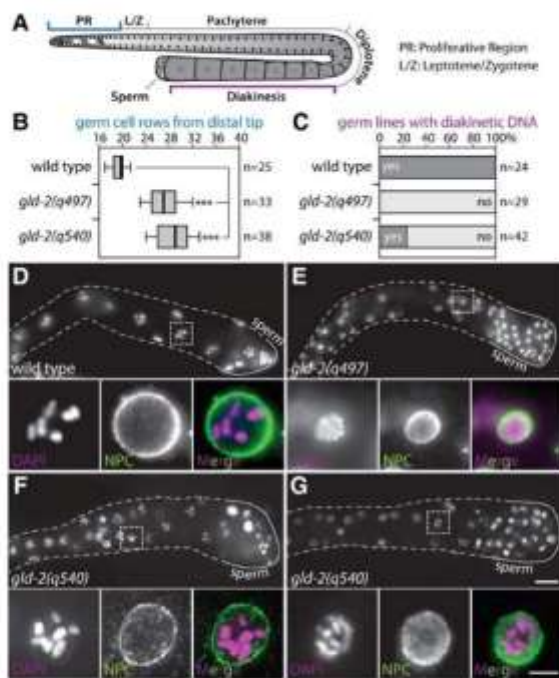 A
PR L/Z Pachytene
Diplotene
PR: Proliferative Region
L/Z: Leptotene/Zygotene
Sperm Diakinesis
B germ cell rows from distal tip
16 22 28 34 40
wild type n=25
gld-2(q497) *** n=33
gld-2(q540) *** n=38
C germ lines with diakinetic DNA
0 20 40 60 80 100%
wild type yes n=24
gld-2(q497) no n=29
gld-2(q540) yes no n=42
D
sperm
wild type
DAPI NPC Merge
E
sperm
gld-2(q497)
DAPI NPC Merge
F
sperm
gld-2(q540)
DAPI NPC Merge
G
sperm
gld-2(q540)
DAPI NPC Merge